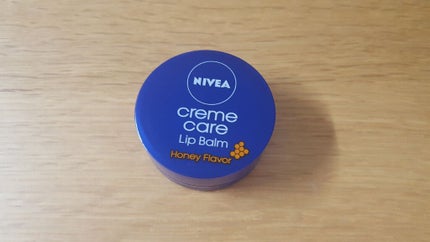 NIVEA
creme
care
Lip Balm
Honey Flavor